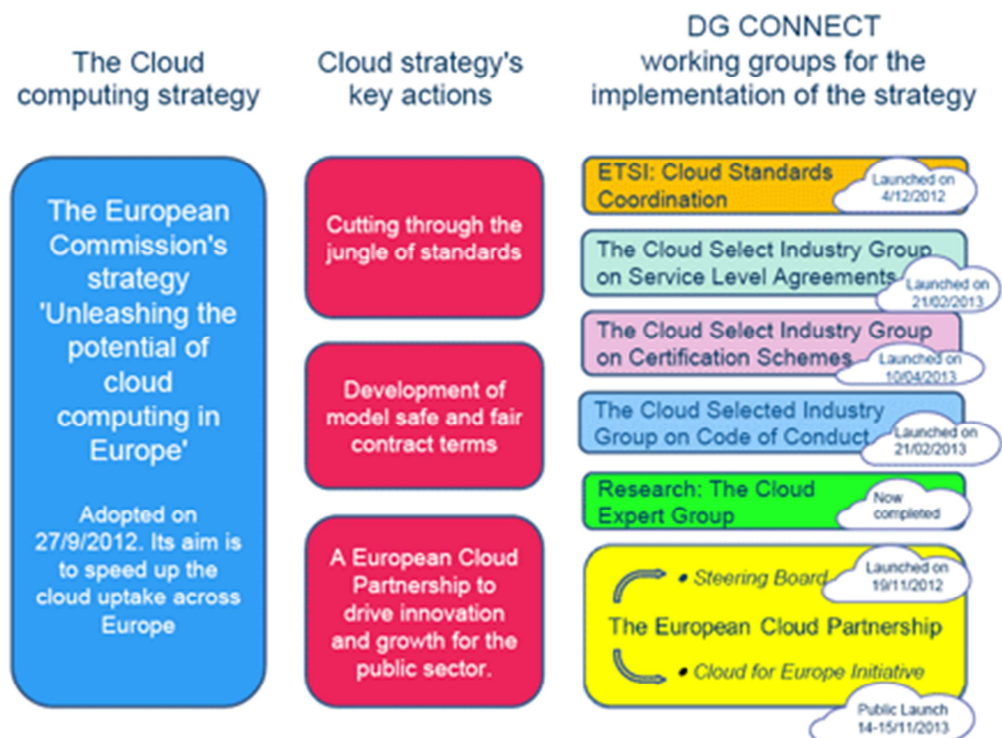 The Cloud
computing strategy
Cloud strategy's
key actions
DG CONNECT
working groups for the
implementation of the strategy
The European
Commission's
strategy
'Unleashing the
potential of
cloud
computing in
Europe'
Adopted on
27/9/2012. Its aim is
to speed up the
cloud uptake across
Europe
Cutting through the
jungle of standards
Development of
model safe and fair
contract terms
A European Cloud
Partnership to
drive innovation
and growth for the
public sector.
ETSI: Cloud Standards
Coordination
Launched on
4/12/2012
The Cloud Select Industry Group
on Service Level Agreements
Launched on
21/02/2013
The Cloud Select Industry Group
on Certification Schemes
Launched on
10/04/2013
The Cloud Selected Industry
Group on Code of Conduct
Launched on
21/02/2013
Research: The Cloud
Expert Group
Now
completed
• Steering Board
Launched on
19/11/2012
The European Cloud Partnership
• Cloud for Europe Initiative
Public Launch
14-15/11/2013